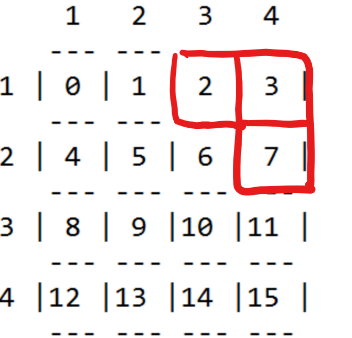 1 2 3 4
--- ---
1 | 0 | 1 2 3 |
--- ---
2 | 4 | 5 | 6 7 |
--- --- --- ---
3 | 8 | 9 |10 |11 |
--- --- --- ---
4 |12 |13 |14 |15 |
--- --- --- ---